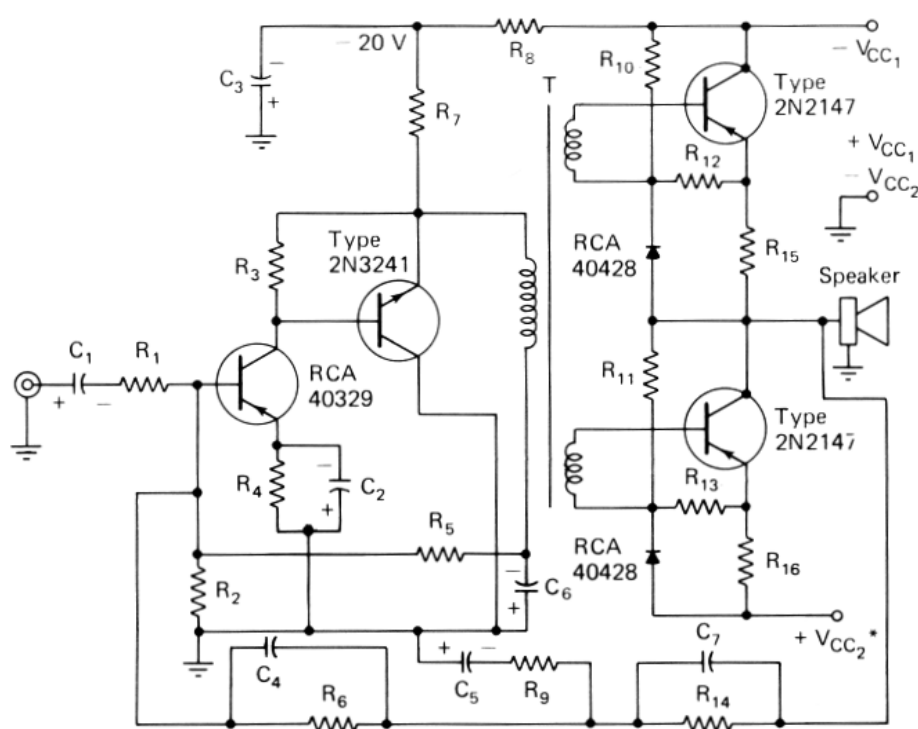 − 20 V
R8
R10
− VCC1
C3
−
+
R7
T
Type
2N2147
R12
+ VCC1
− VCC2
Type
2N3241
R3
RCA
40428
R15
Speaker
C1
R1
+
−
RCA
40329
R11
Type
2N2147
R4
−
C2
+
R13
R5
RCA
40428
R16
R2
−
C6
+
C7
+ VCC2*
C4
+
−
C5
R9
R6
R14